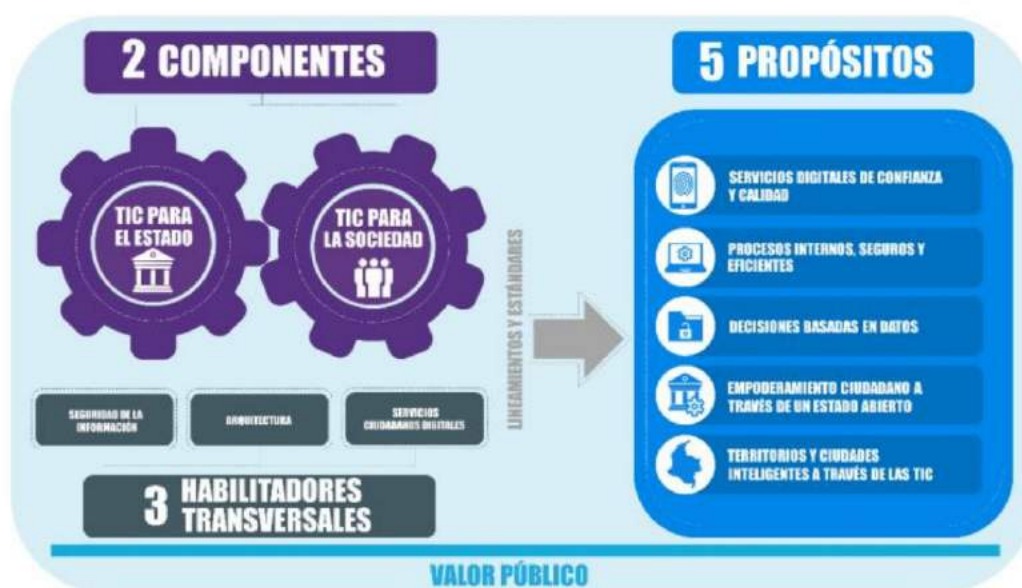 2 COMPONENTES
TIC PARA
EL ESTADO
TIC PARA
LA SOCIEDAD
SEGURIDAD DE LA
INFORMACIÓN
ARQUITECTURA
SERVICIOS
CIUDADANOS DIGITALES
3 HABILITADORES
TRANSVERSALES
LINEAMIENTOS Y ESTÁNDARES
5 PROPÓSITOS
SERVICIOS DIGITALES DE CONFIANZA
Y CALIDAD
PROCESOS INTERNOS, SEGUROS Y
EFICIENTES
DECISIONES BASADAS EN DATOS
EMPODERAMIENTO CIUDADANO A
TRAVÉS DE UN ESTADO ABIERTO
TERRITORIOS Y CIUDADES
INTELIGENTES A TRAVÉS DE LAS TIC
VALOR PÚBLICO